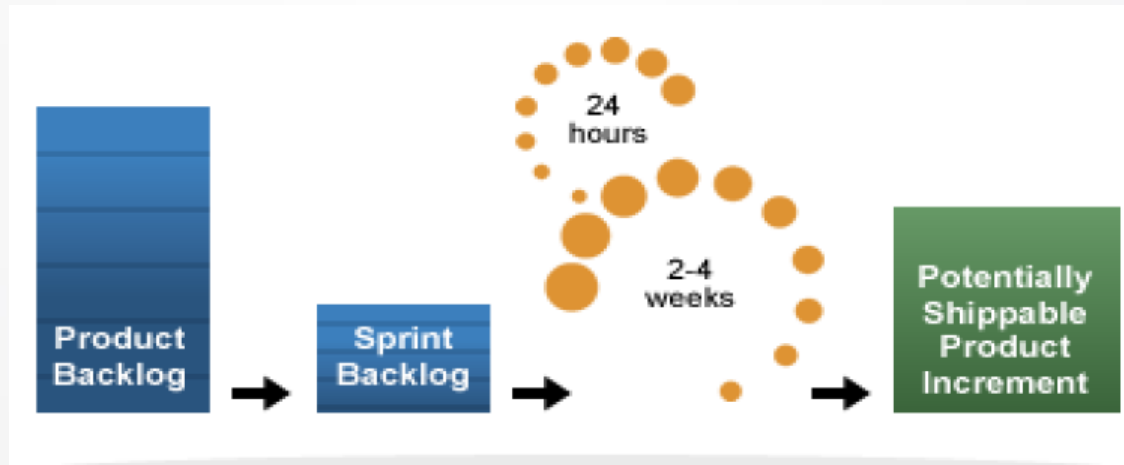 Product
Backlog
Sprint
Backlog
24
hours
2-4
weeks
Potentially
Shippable
Product
Increment